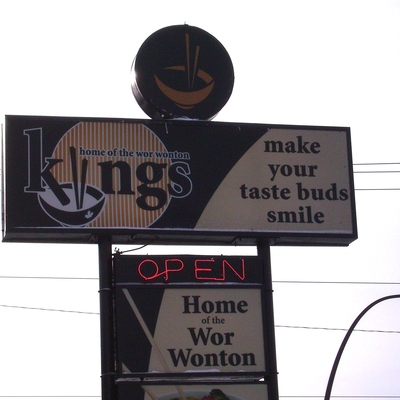 home of the wor wonton
kings
make
your
taste buds
smile
OPEN
Home
of the
Wor
Wonton